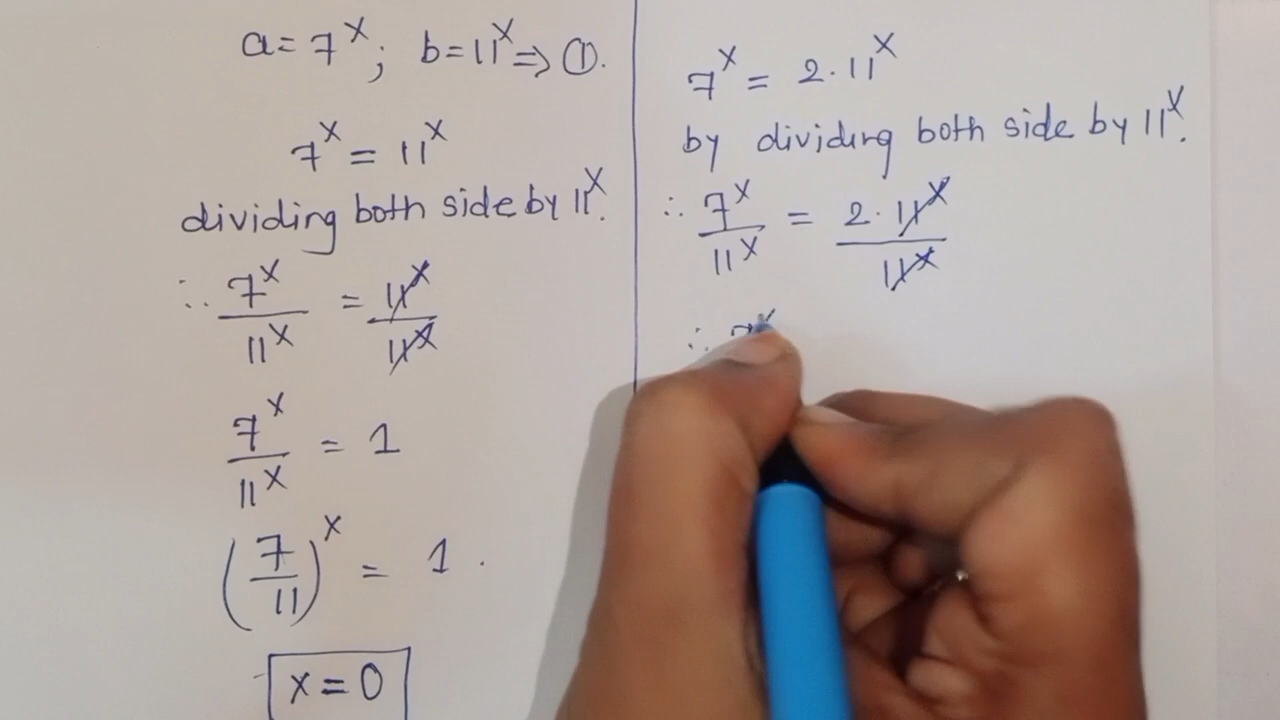 a = 7^x ; b = 11^x ⇒ ①.
7^x = 11^x
dividing both side by 11^x.
∴ 7^x/11^x = 11^x/11^x
7^x/11^x = 1
(7/11)^x = 1 .
x = 0
7^x = 2 . 11^x
by dividing both side by 11^x.
∴ 7^x/11^x = 2 . 11^x/11^x
∴ 7^x